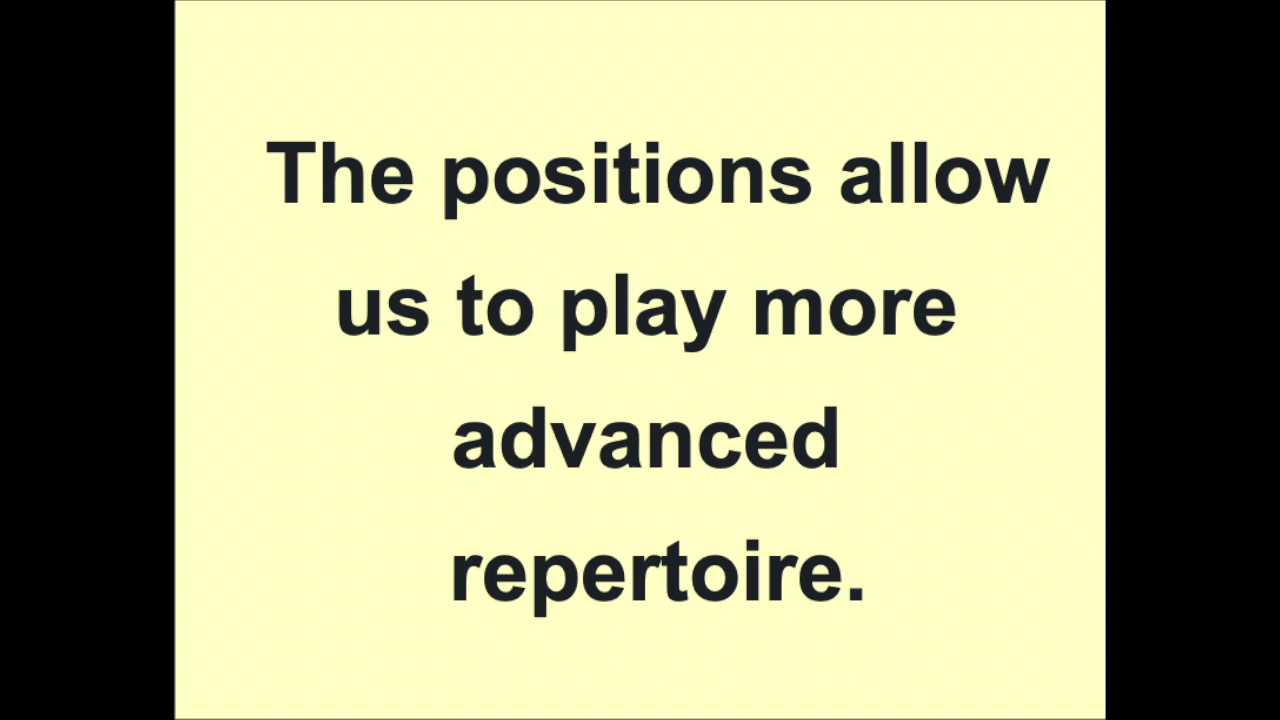 The positions allow
us to play more
advanced
repertoire.